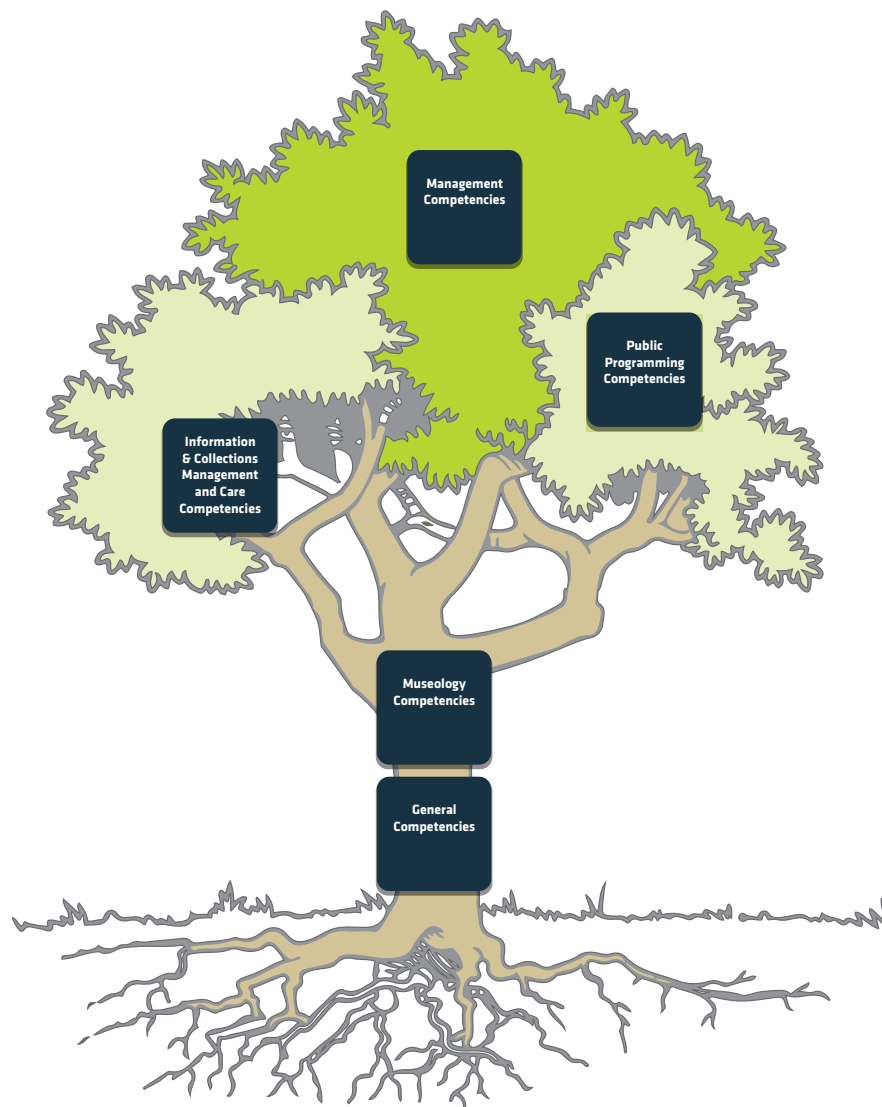 Management
Competencies
Public
Programming
Competencies
Information
& Collections
Management
and Care
Competencies
Museology
Competencies
General
Competencies